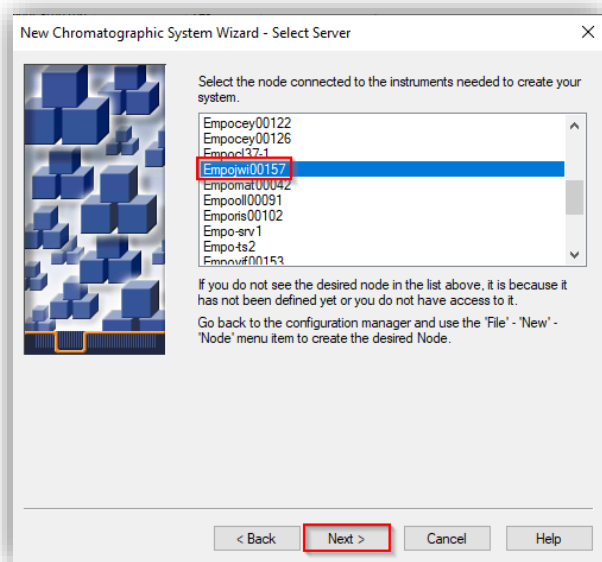 New Chromatographic System Wizard - Select Server
Select the node connected to the instruments needed to create your
system.
Empocey00122
Empocey00126
Empocl37-1
Empojwi00157
Empomat00042
Empooll00091
Emporis00102
Empo-srv1
Empo-ts2
Empovif00153
If you do not see the desired node in the list above, it is because it
has not been defined yet or you do not have access to it.
Go back to the configuration manager and use the 'File' - 'New' -
'Node' menu item to create the desired Node.
< Back Next > Cancel Help